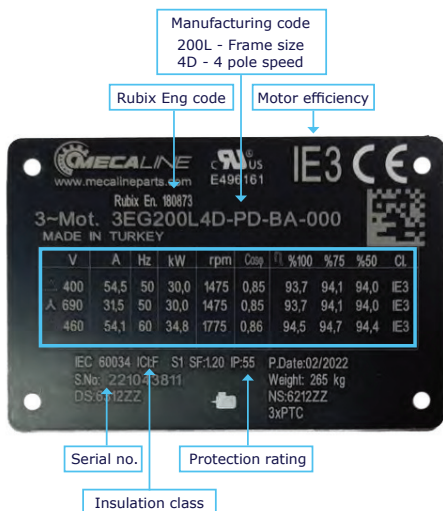 Manufacturing code
200L - Frame size
4D - 4 pole speed
Rubix Eng code
Motor efficiency
MECALINE
www.mecalineparts.com
C US ®
E496161
IE3 CE
Rubix En. 180873
3~Mot. 3EG200L4D-PD-BA-000
MADE IN TURKEY
V A Hz kW rpm Cosφ η %100 %75 %50 CL
△ 400 54,5 50 30,0 1475 0,85 93,7 94,1 94,0 IE3
人 690 31,5 50 30,0 1475 0,85 93,7 94,1 94,0 IE3
460 54,1 60 34,8 1775 0,86 94,5 94,7 94,4 IE3
IEC 60034 ICl:F S1 SF:1.20 IP:55 P.Date:02/2022
S.No: 221043811 Weight: 265 kg
DS:6212ZZ NS:6212ZZ
3xPTC
Serial no.
Protection rating
Insulation class